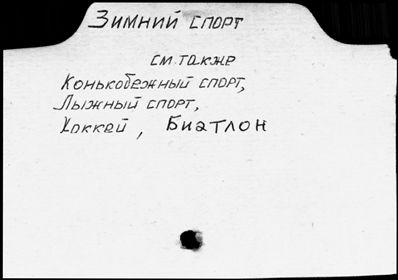 Зимний спорт
см. также
Конькобежный спорт,
Лыжный спорт,
Хоккей, Биатлон